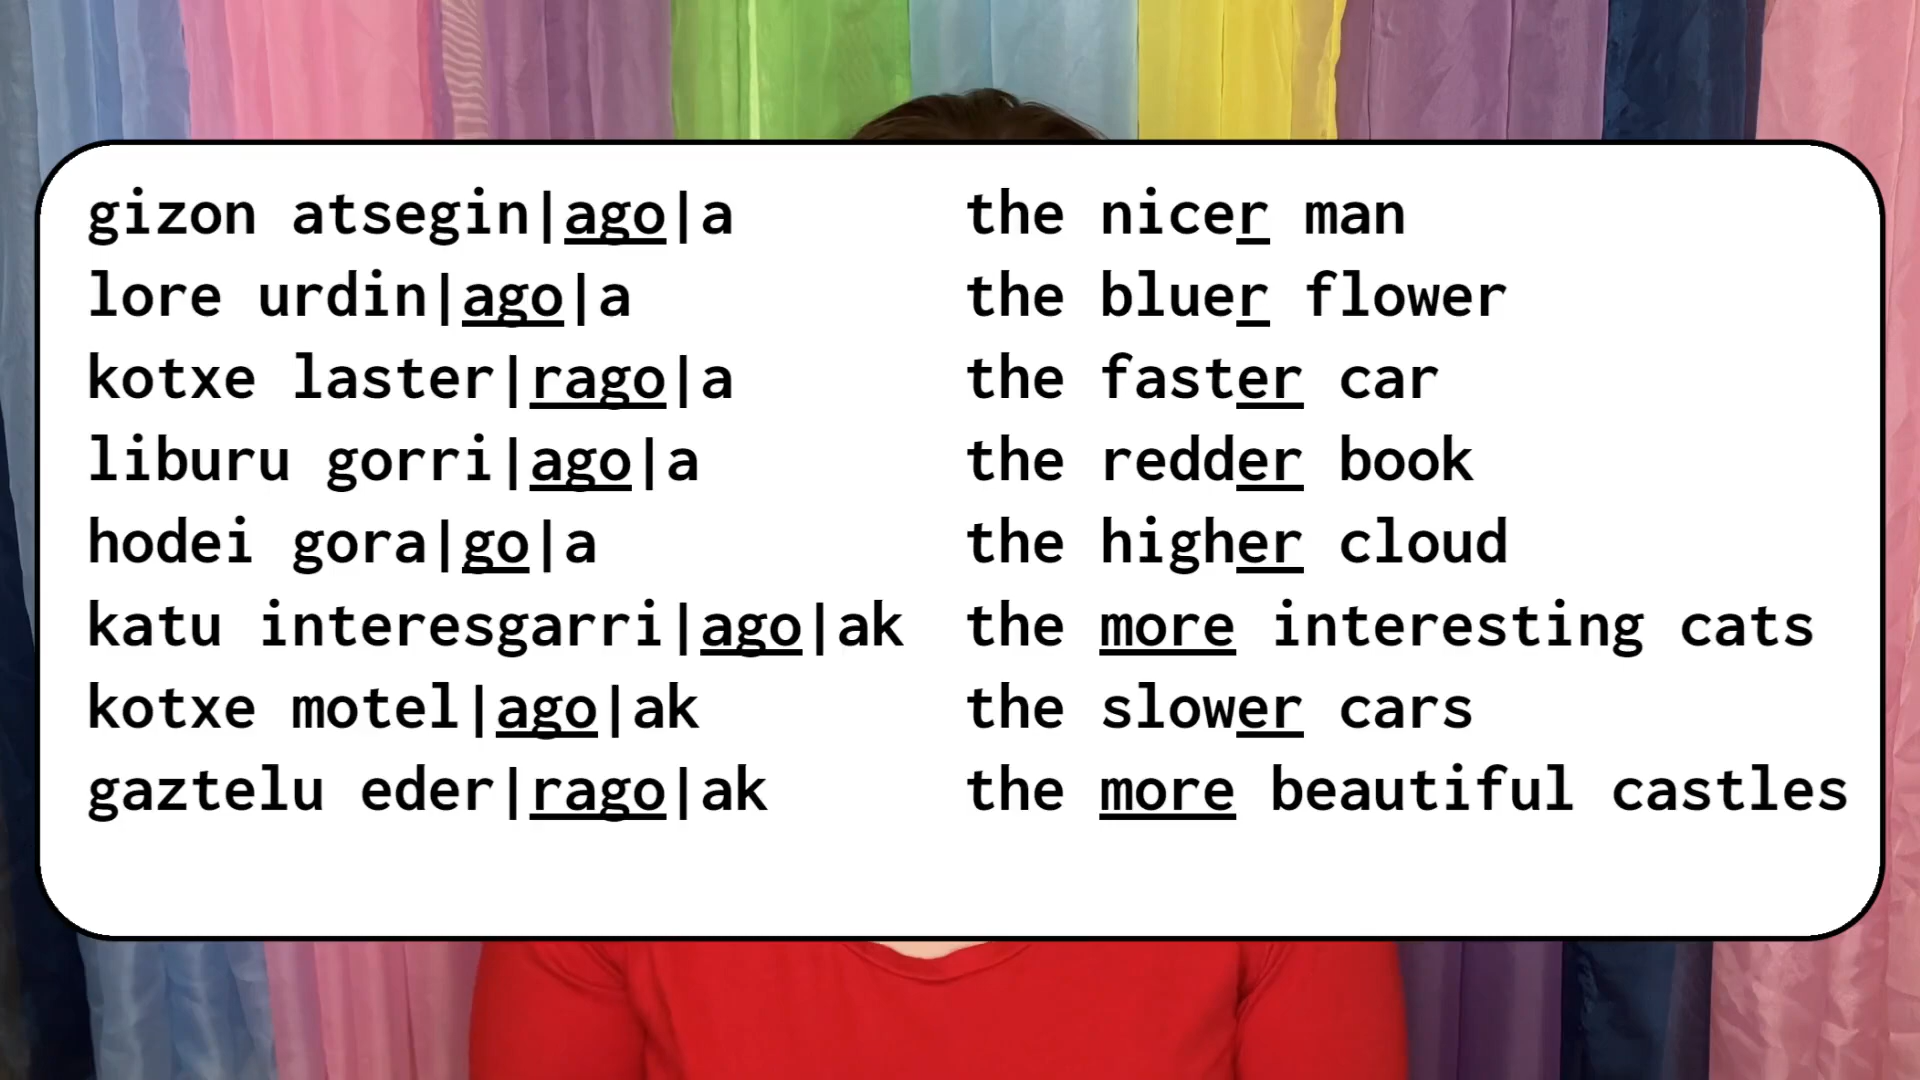 gizon atsegin|ago|a the nicer man
lore urdin|ago|a the bluer flower
kotxe laster|rago|a the faster car
liburu gorri|ago|a the redder book
hodei gora|go|a the higher cloud
katu interesgarri|ago|ak the more interesting cats
kotxe motel|ago|ak the slower cars
gaztelu eder|rago|ak the more beautiful castles